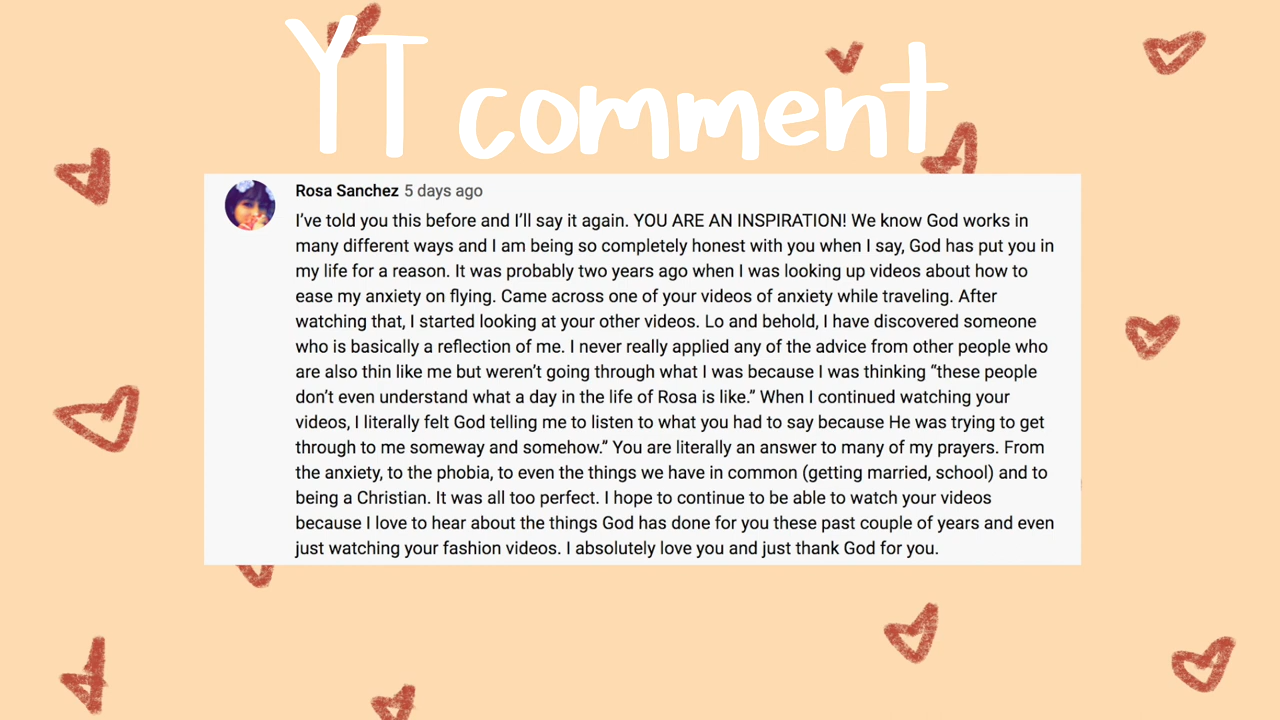 YT comment
Rosa Sanchez 5 days ago
I’ve told you this before and I’ll say it again. YOU ARE AN INSPIRATION! We know God works in
many different ways and I am being so completely honest with you when I say, God has put you in
my life for a reason. It was probably two years ago when I was looking up videos about how to
ease my anxiety on flying. Came across one of your videos of anxiety while traveling. After
watching that, I started looking at your other videos. Lo and behold, I have discovered someone
who is basically a reflection of me. I never really applied any of the advice from other people who
are also thin like me but weren’t going through what I was because I was thinking “these people
don’t even understand what a day in the life of Rosa is like.” When I continued watching your
videos, I literally felt God telling me to listen to what you had to say because He was trying to get
through to me someway and somehow.” You are literally an answer to many of my prayers. From
the anxiety, to the phobia, to even the things we have in common (getting married, school) and to
being a Christian. It was all too perfect. I hope to continue to be able to watch your videos
because I love to hear about the things God has done for you these past couple of years and even
just watching your fashion videos. I absolutely love you and just thank God for you.